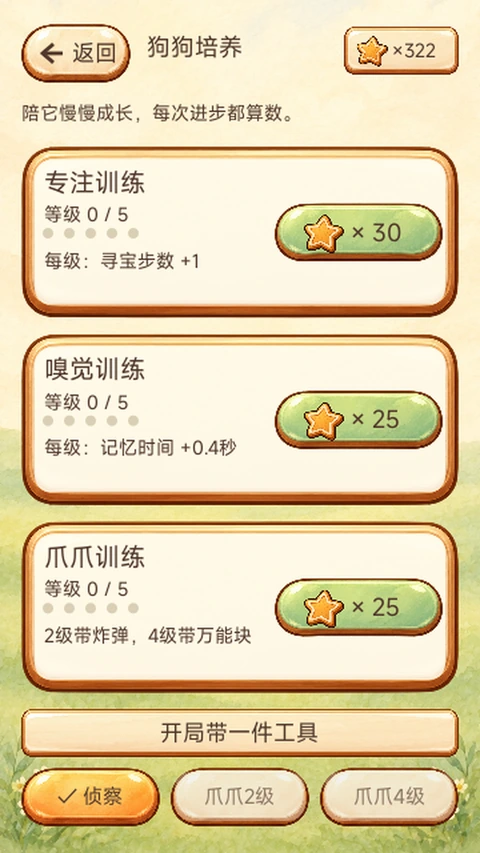 ← 返回
狗狗培养
×322
陪它慢慢成长，每次进步都算数。
专注训练
等级 0 / 5
× 30
每级：寻宝步数 +1
嗅觉训练
等级 0 / 5
× 25
每级：记忆时间 +0.4秒
爪爪训练
等级 0 / 5
× 25
2级带炸弹，4级带万能块
开局带一件工具
✓ 侦察
爪爪2级
爪爪4级